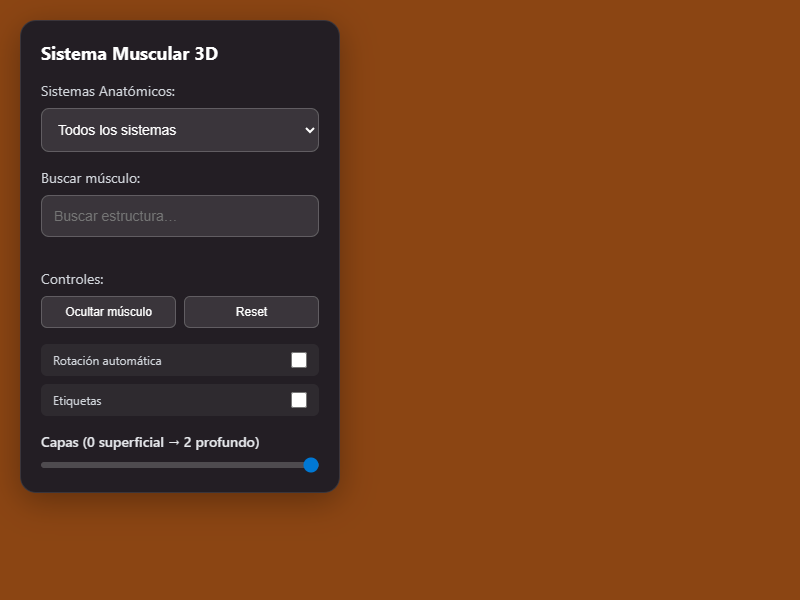 Sistema Muscular 3D
Sistemas Anatómicos:
Todos los sistemas
Buscar músculo:
Buscar estructura...
Controles:
Ocultar músculo
Reset
Rotación automática
Etiquetas
Capas (0 superficial → 2 profundo)